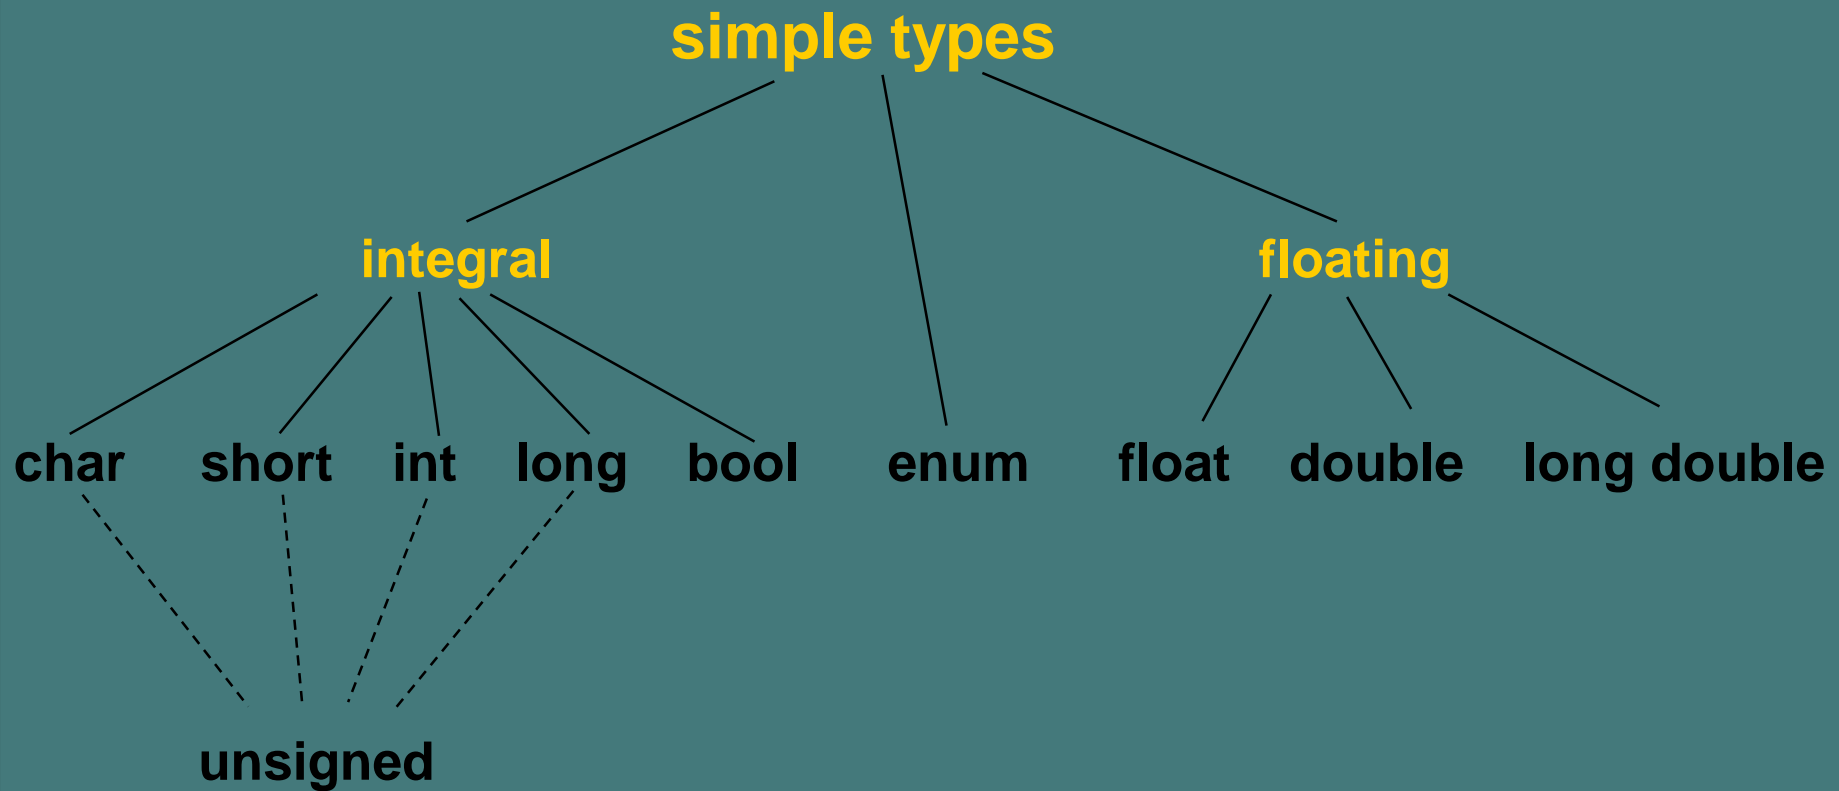 simple types
integral floating
char short int long bool enum float double long double
unsigned